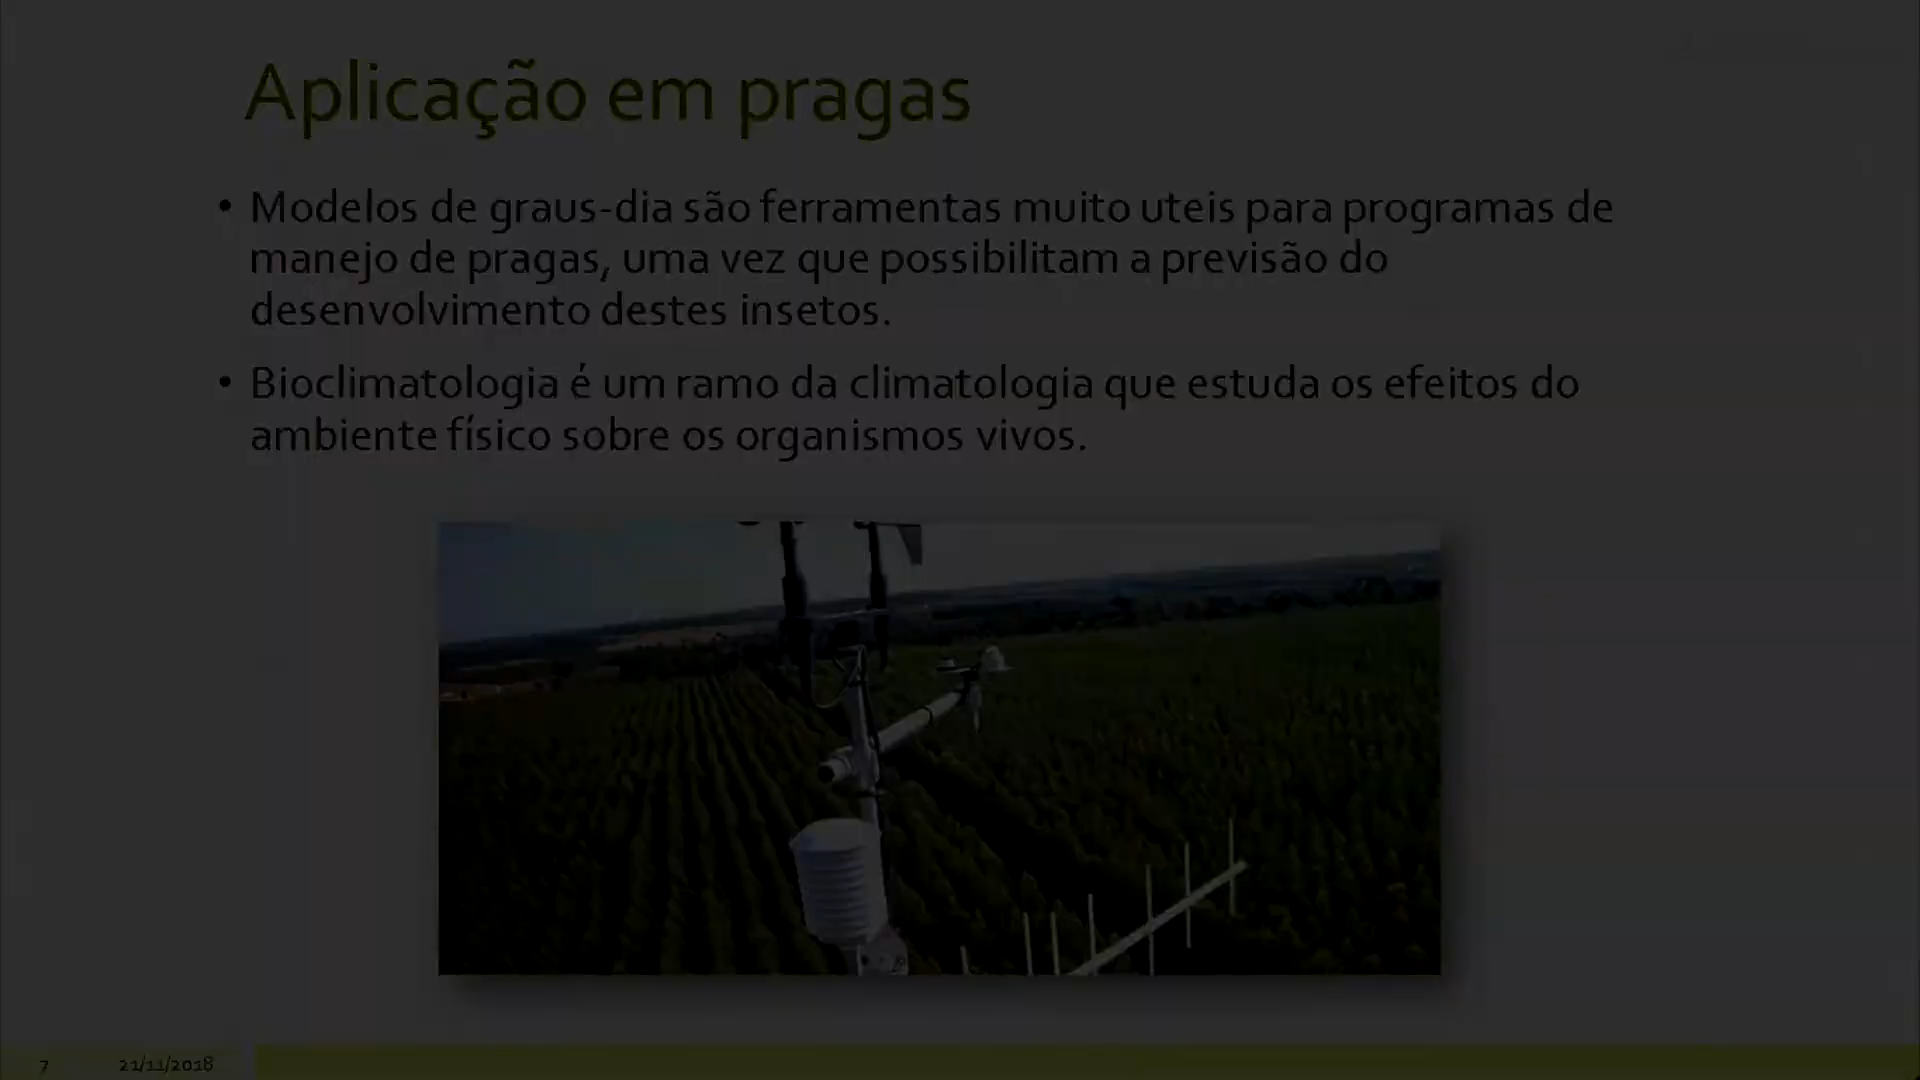 Aplicação em pragas
• Modelos de graus-dia são ferramentas muito uteis para programas de
manejo de pragas, uma vez que possibilitam a previsão do
desenvolvimento destes insetos.
• Bioclimatologia é um ramo da climatologia que estuda os efeitos do
ambiente físico sobre os organismos vivos.
7 21/11/2018